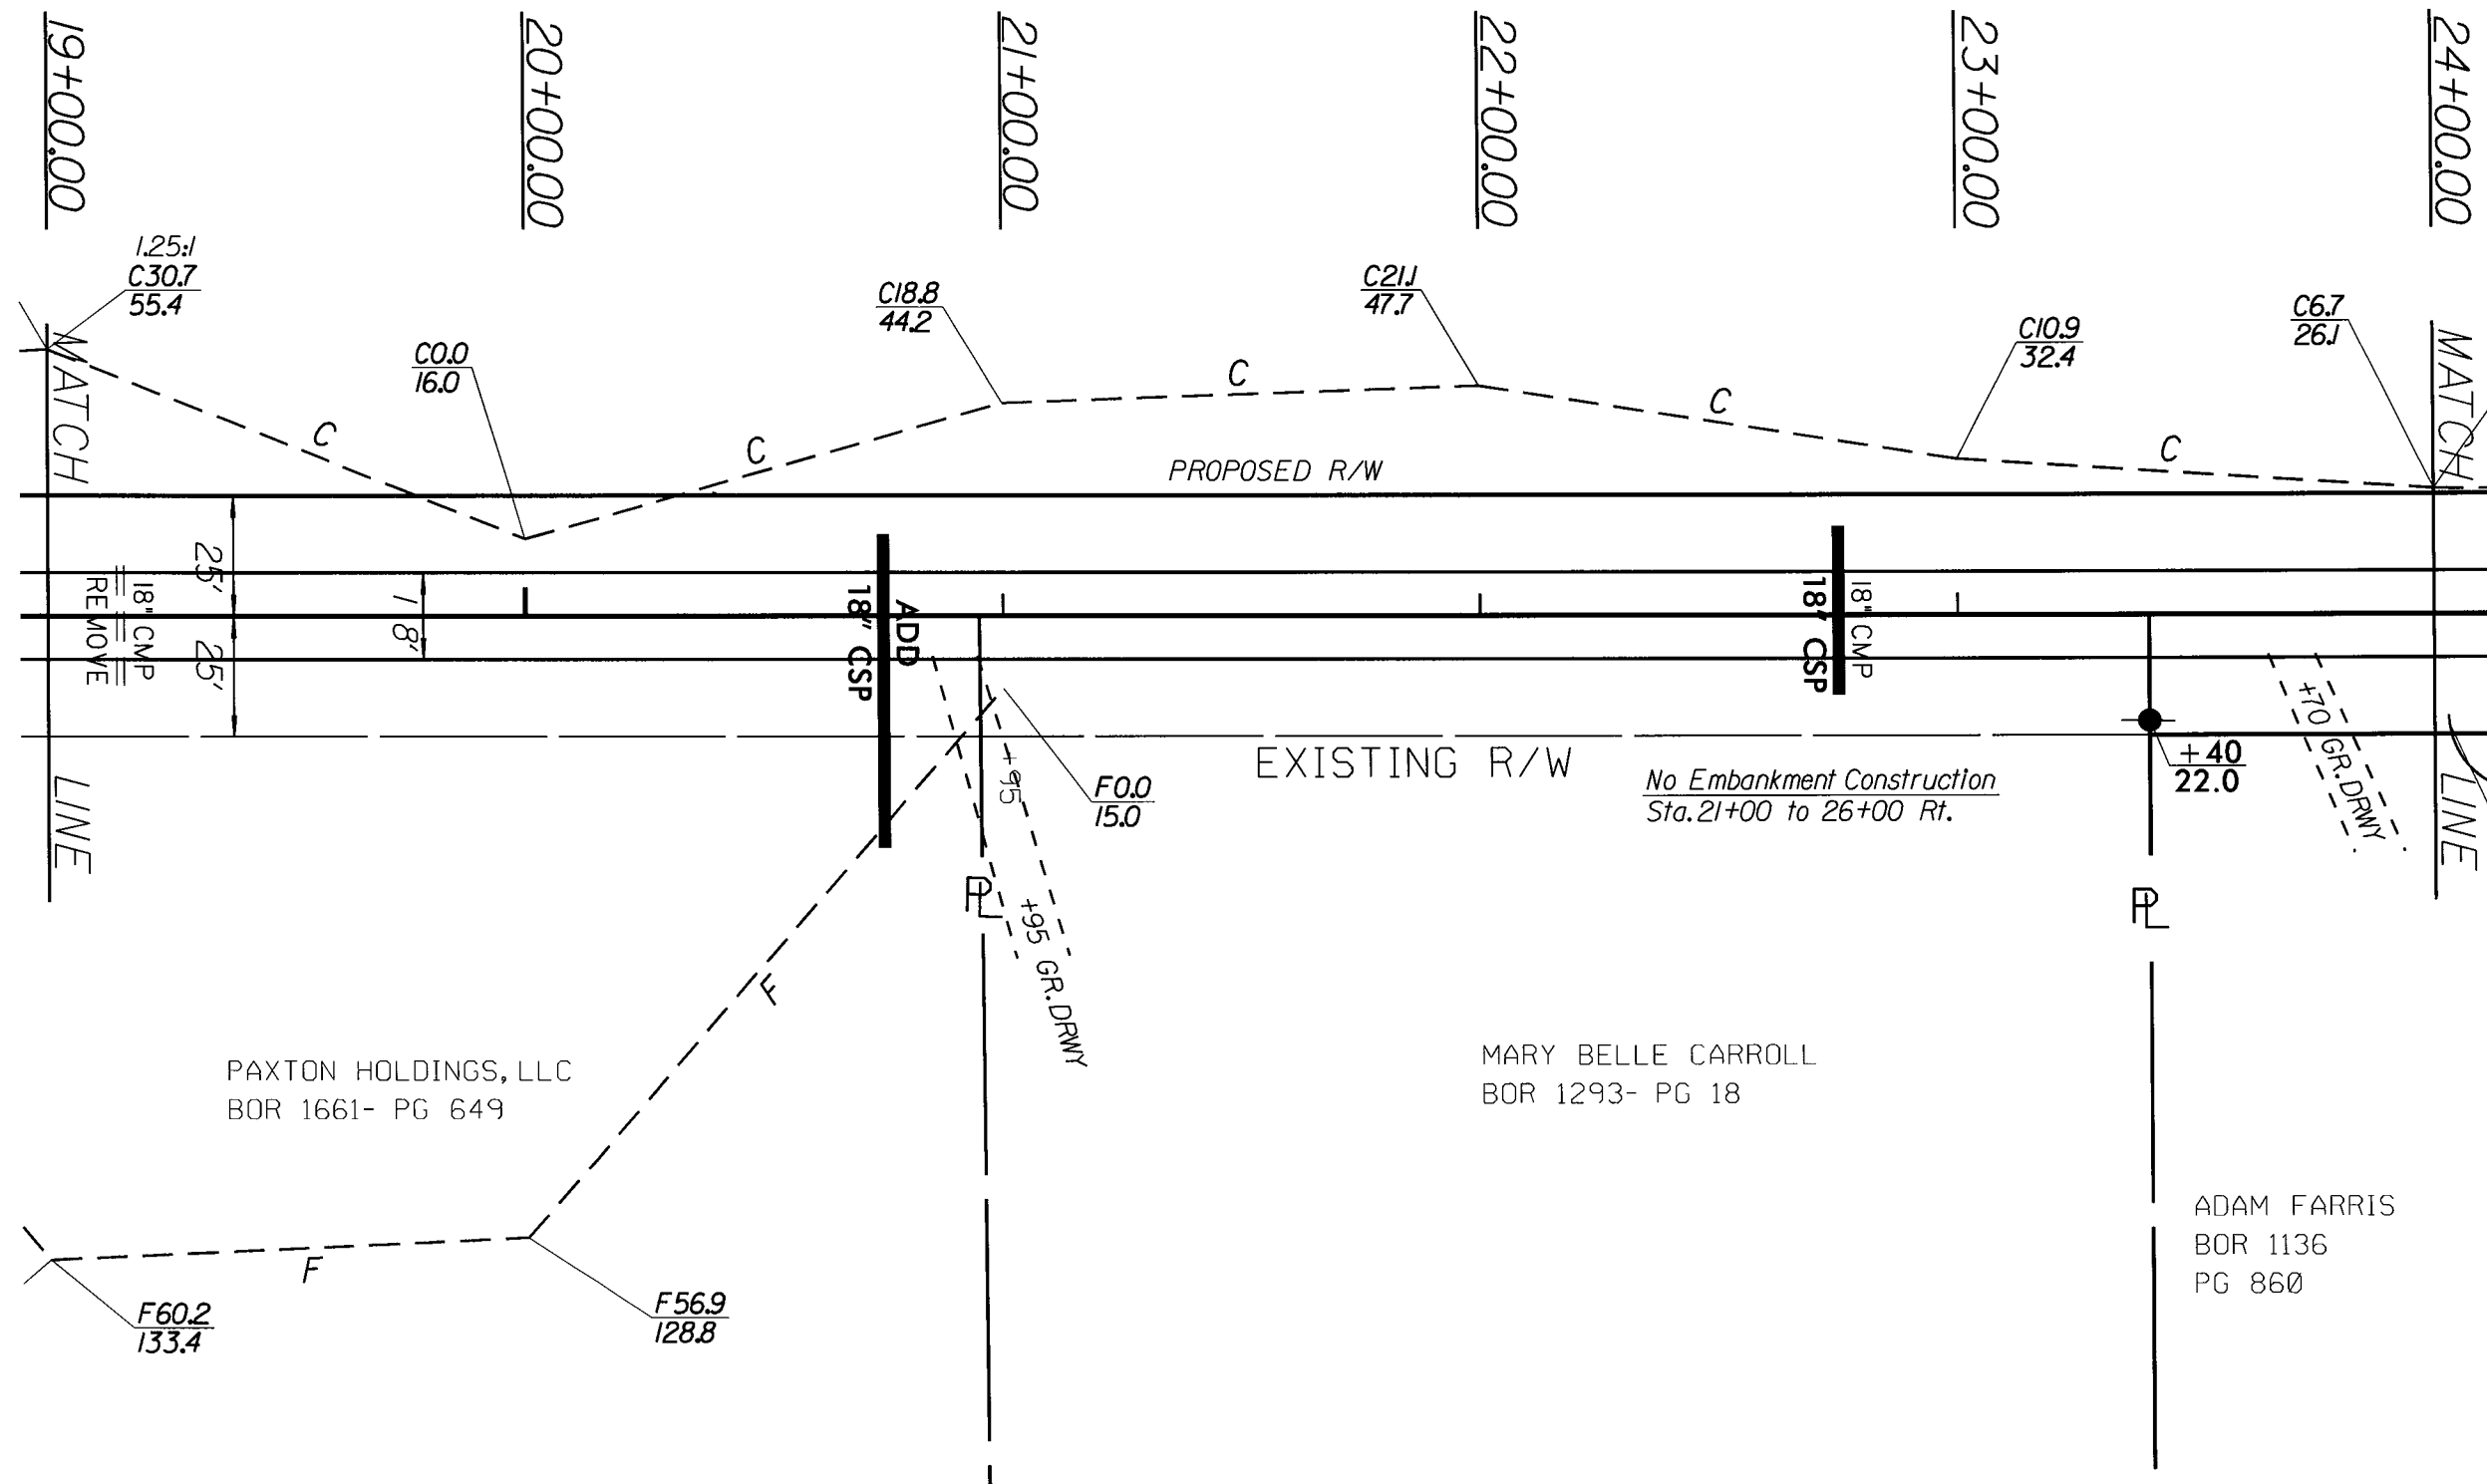 19+00.00
20+00.00
21+00.00
22+00.00
23+00.00
24+00.00
1.25:1
C30.7
55.4
C0.0
16.0
C18.8
44.2
C21.1
47.7
C10.9
32.4
C6.7
26.1
MATCH
LINE
C
C
C
C
C
PROPOSED R/W
MATCH
LINE
18" CMP
REMOVE
25'
25'
18'
ADD
18" CSP
18" CMP
18" CSP
+95
+95 GR. DRWY
F0.0
15.0
EXISTING R/W
No Embankment Construction
Sta. 21+00 to 26+00 Rt.
+40
22.0
+70 GR. DRWY
PL
PL
F
F
PAXTON HOLDINGS, LLC
BOR 1661- PG 649
MARY BELLE CARROLL
BOR 1293- PG 18
ADAM FARRIS
BOR 1136
PG 860
F60.2
133.4
F56.9
128.8